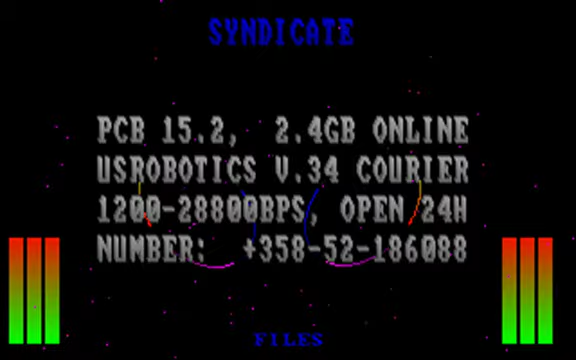 SYNDICATE
PCB 15.2, 2.4GB ONLINE
USROBOTICS V.34 COURIER
1200-28800BPS, OPEN 24H
NUMBER: +358-52-186088
FILES